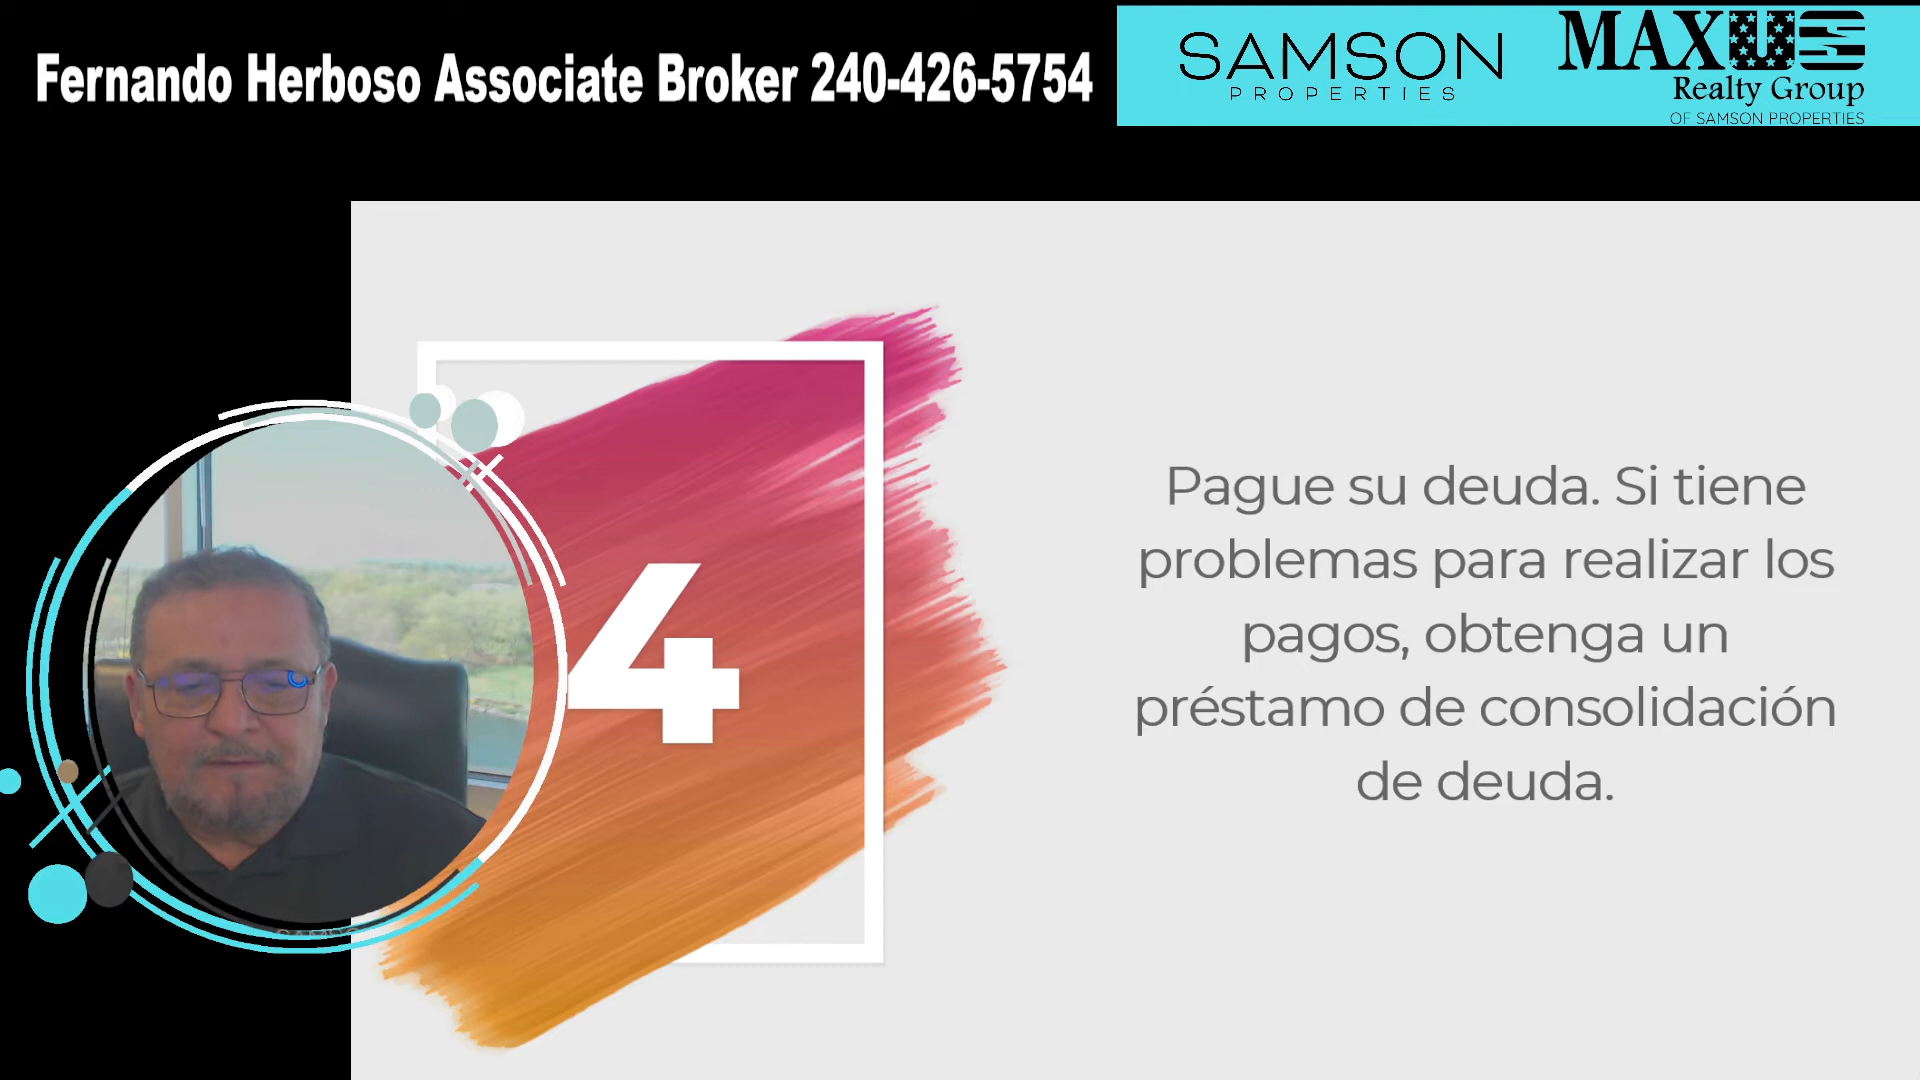 Fernando Herboso Associate Broker 240-426-5754
SAMSON
PROPERTIES
MAXUS
Realty Group
OF SAMSON PROPERTIES
4
Pague su deuda. Si tiene
problemas para realizar los
pagos, obtenga un
préstamo de consolidación
de deuda.